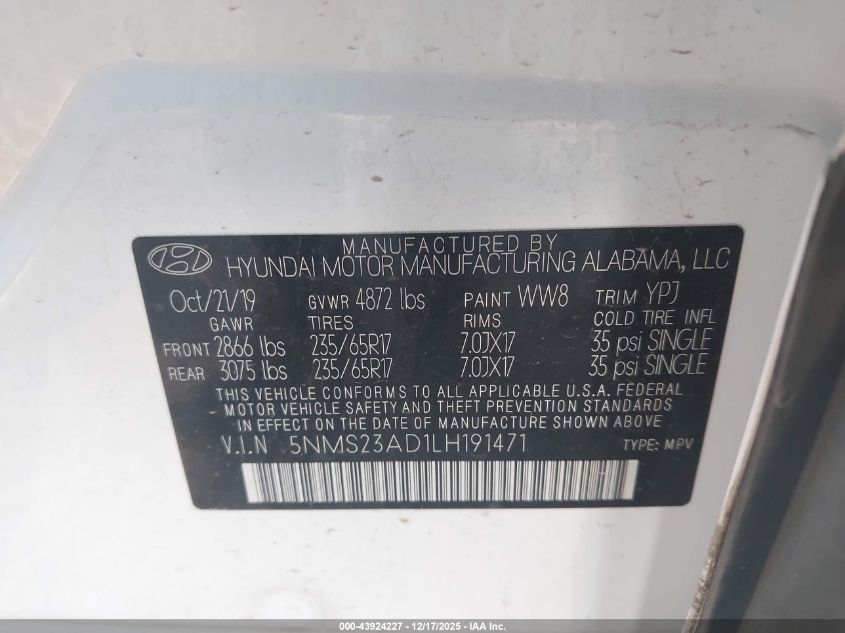 MANUFACTURED BY
HYUNDAI MOTOR MANUFACTURING ALABAMA, LLC
Oct/21/19 GVWR 4872 lbs PAINT WW8 TRIM YPJ
GAWR TIRES RIMS COLD TIRE INFL
FRONT 2866 lbs 235/65R17 7.0JX17 35 psi SINGLE
REAR 3075 lbs 235/65R17 7.0JX17 35 psi SINGLE
THIS VEHICLE CONFORMS TO ALL APPLICABLE U.S.A. FEDERAL
MOTOR VEHICLE SAFETY AND THEFT PREVENTION STANDARDS
IN EFFECT ON THE DATE OF MANUFACTURE SHOWN ABOVE
V.I.N 5NMS23AD1LH191471 TYPE: MPV
000-43924227 - 12/17/2025 - IAA Inc.